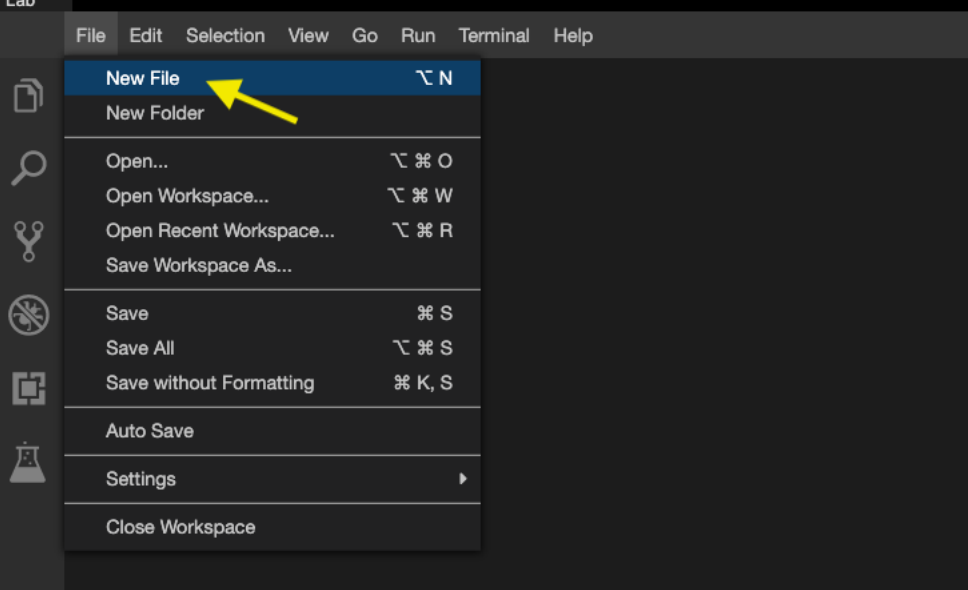 Lab
File Edit Selection View Go Run Terminal Help
New File ⌥ N
New Folder
Open... ⌥ ⌘ O
Open Workspace... ⌥ ⌘ W
Open Recent Workspace... ⌥ ⌘ R
Save Workspace As...
Save ⌘ S
Save All ⌥ ⌘ S
Save without Formatting ⌘ K, S
Auto Save
Settings
Close Workspace